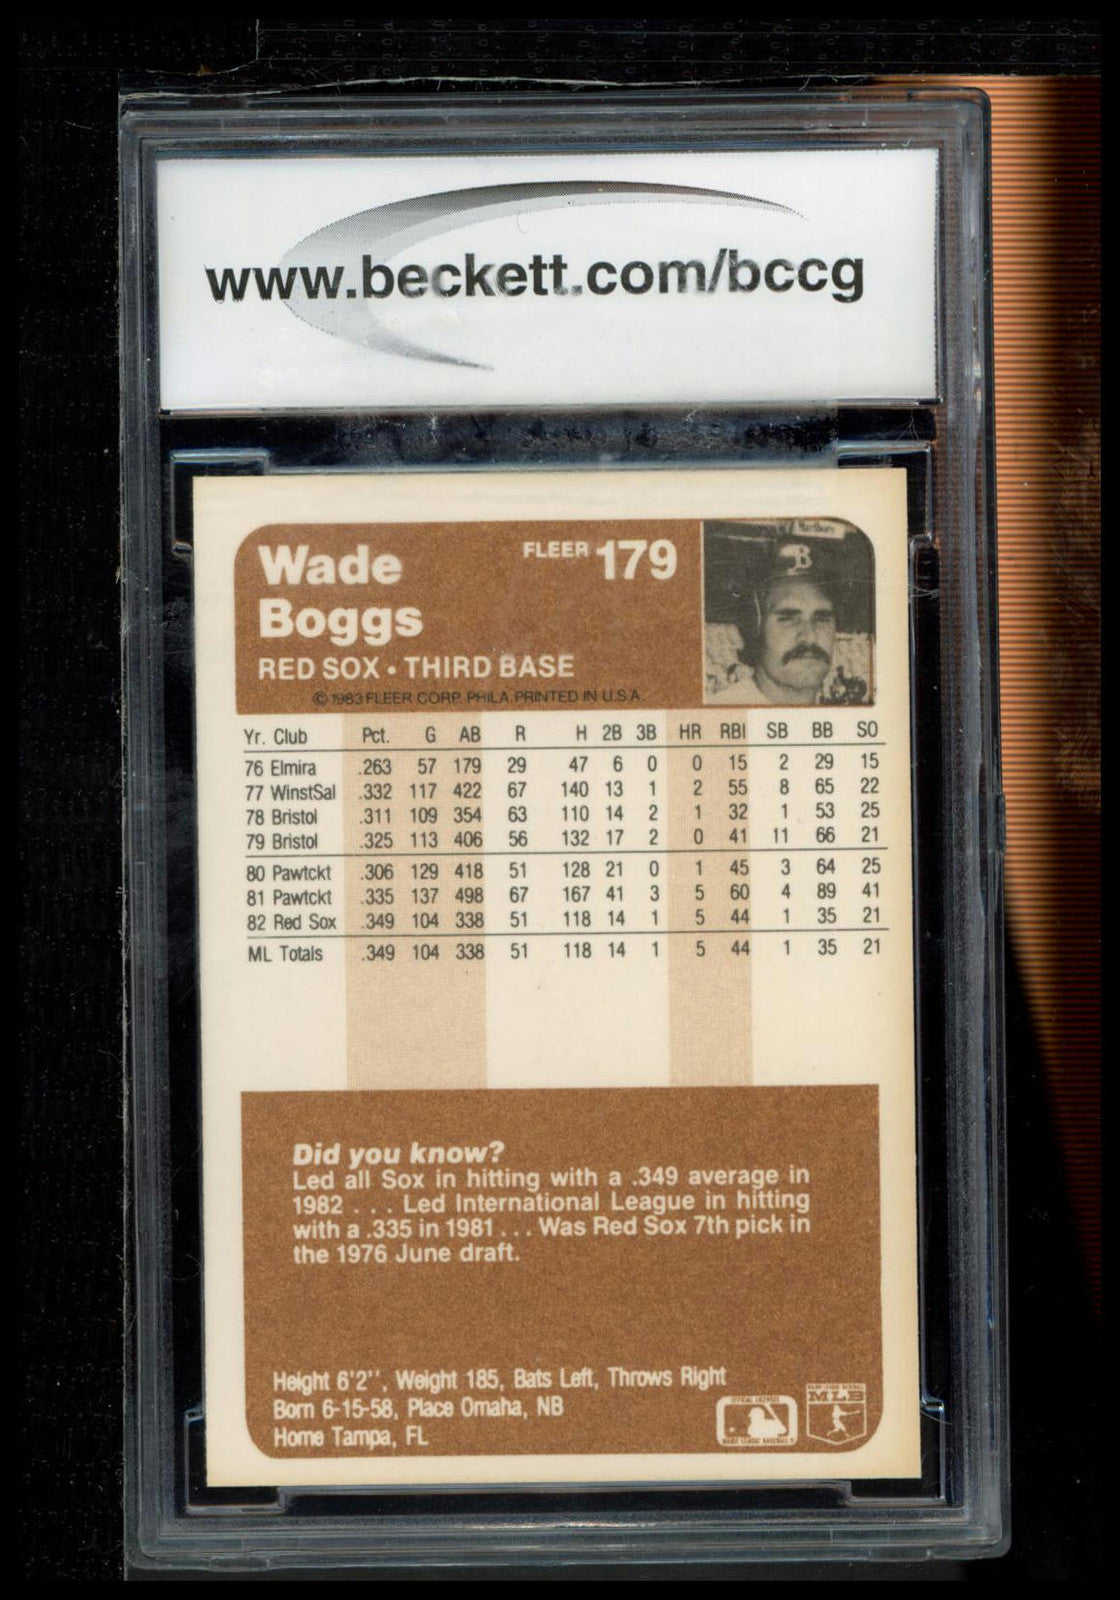 www.beckett.com/bccg
Wade
Boggs
FLEER 179
RED SOX • THIRD BASE
© 1983 FLEER CORP. PHILA. PRINTED IN U.S.A.
Yr. Club Pct. G AB R H 2B 3B HR RBI SB BB SO
76 Elmira .263 57 179 29 47 6 0 0 15 2 29 15
77 WinstSal .332 117 422 67 140 13 1 2 55 8 65 22
78 Bristol .311 109 354 63 110 14 2 1 32 1 53 25
79 Bristol .325 113 406 56 132 17 2 0 41 11 66 21
80 Pawtckt .306 129 418 51 128 21 0 1 45 3 64 25
81 Pawtckt .335 137 498 67 167 41 3 5 60 4 89 41
82 Red Sox .349 104 338 51 118 14 1 5 44 1 35 21
ML Totals .349 104 338 51 118 14 1 5 44 1 35 21
Did you know?
Led all Sox in hitting with a .349 average in
1982 . . . Led International League in hitting
with a .335 in 1981 . . . Was Red Sox 7th pick in
the 1976 June draft.
Height 6'2'', Weight 185, Bats Left, Throws Right
Born 6-15-58, Place Omaha, NB
Home Tampa, FL
MLB